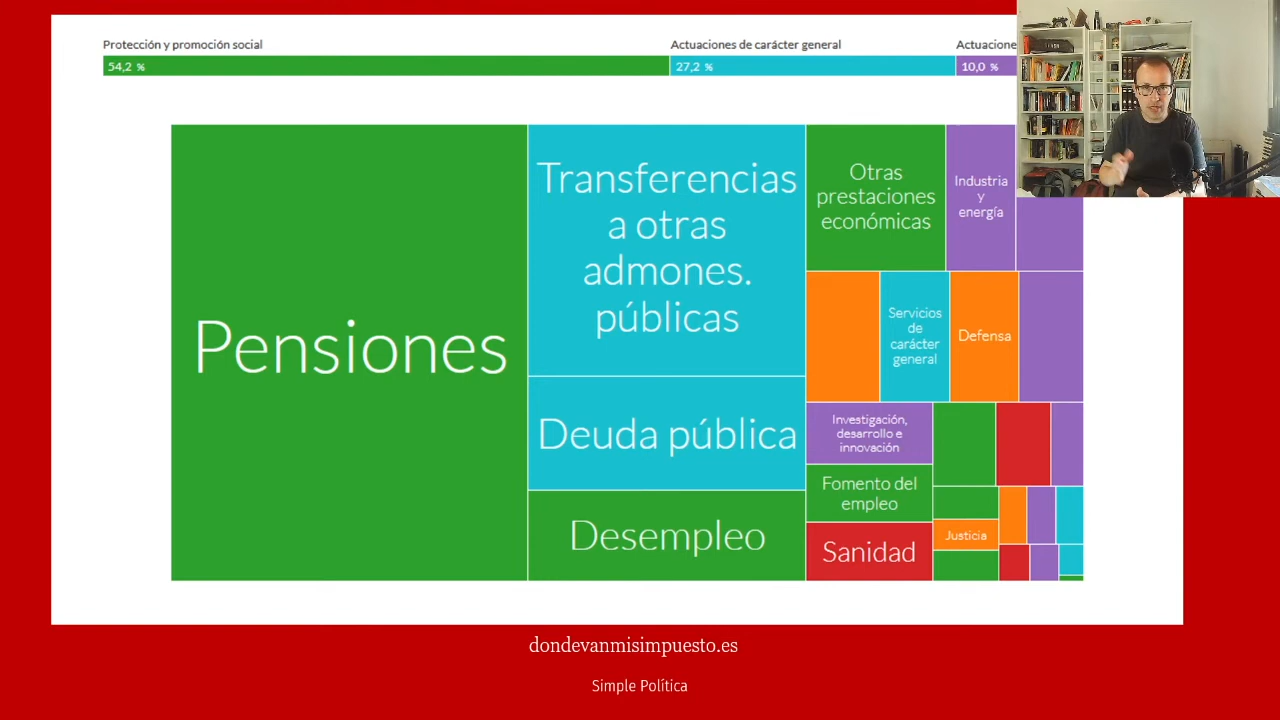 Protección y promoción social
Actuaciones de carácter general
Actuacione
54,2 %
27,2 %
10,0 %
Pensiones
Transferencias
a otras
admones.
públicas
Deuda pública
Desempleo
Otras
prestaciones
económicas
Industria
y
energía
Servicios
de
carácter
general
Defensa
Investigación,
desarrollo e
innovación
Fomento del
empleo
Sanidad
Justicia
dondevanmisimpuesto.es
Simple Política